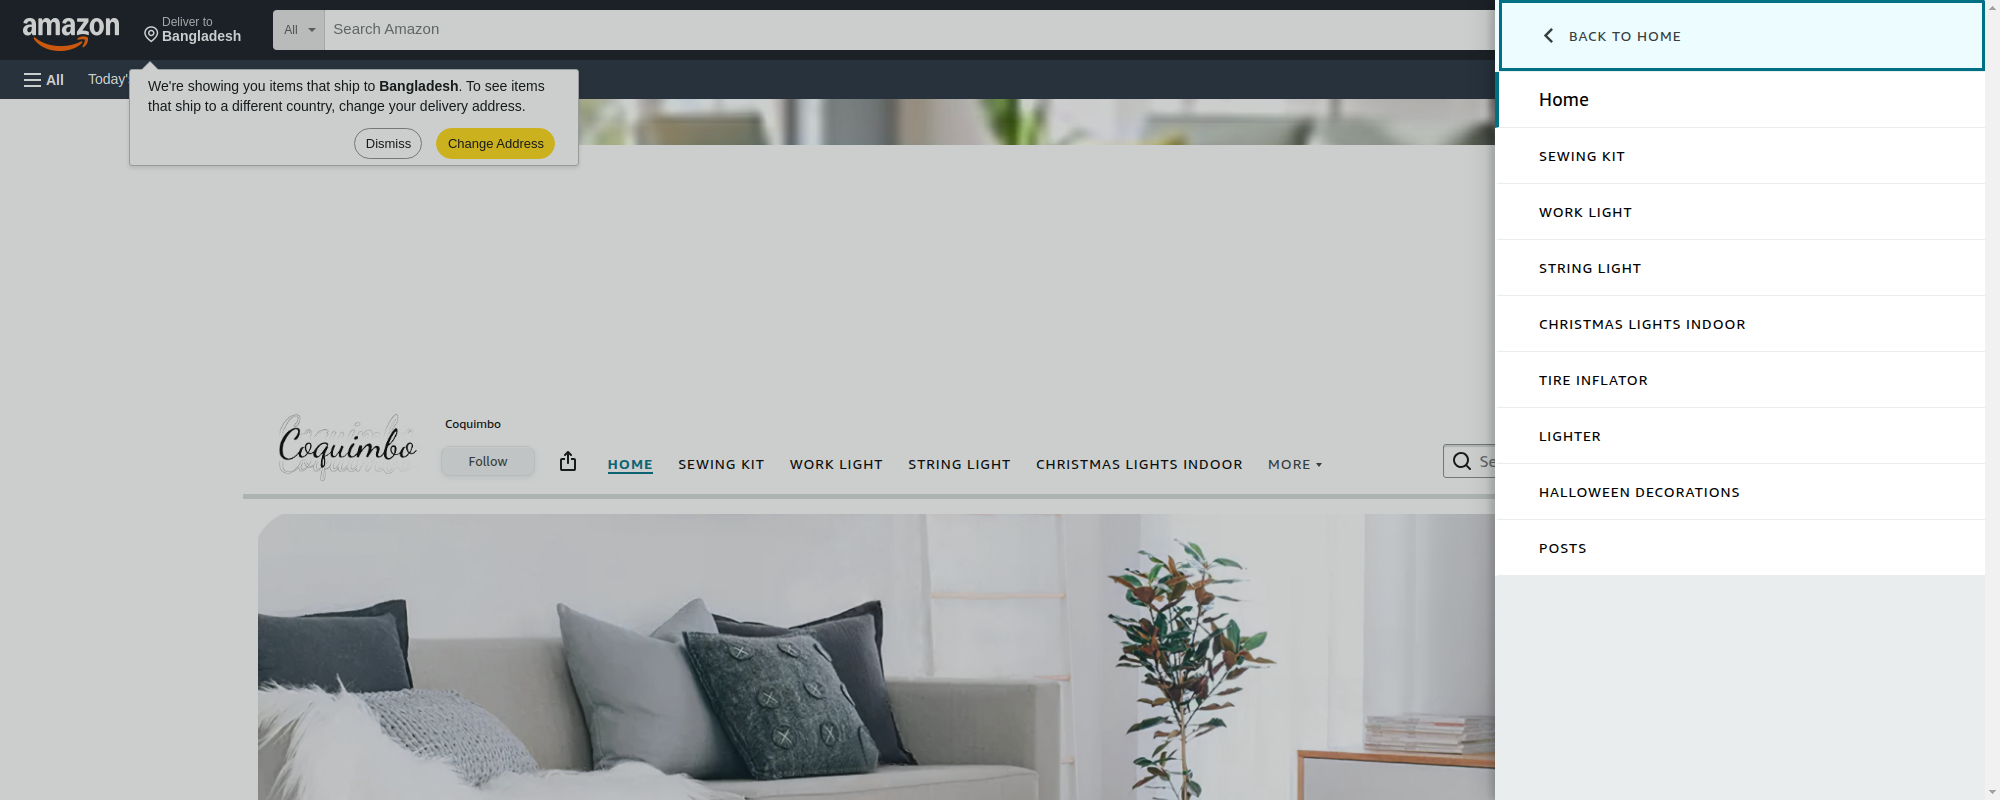 amazon
Deliver to
Bangladesh
All
Search Amazon
All
Today'
We're showing you items that ship to Bangladesh. To see items
that ship to a different country, change your delivery address.
Dismiss
Change Address
Coquimbo
Coquimbo
Follow
HOME
SEWING KIT
WORK LIGHT
STRING LIGHT
CHRISTMAS LIGHTS INDOOR
MORE
Se
BACK TO HOME
Home
SEWING KIT
WORK LIGHT
STRING LIGHT
CHRISTMAS LIGHTS INDOOR
TIRE INFLATOR
LIGHTER
HALLOWEEN DECORATIONS
POSTS